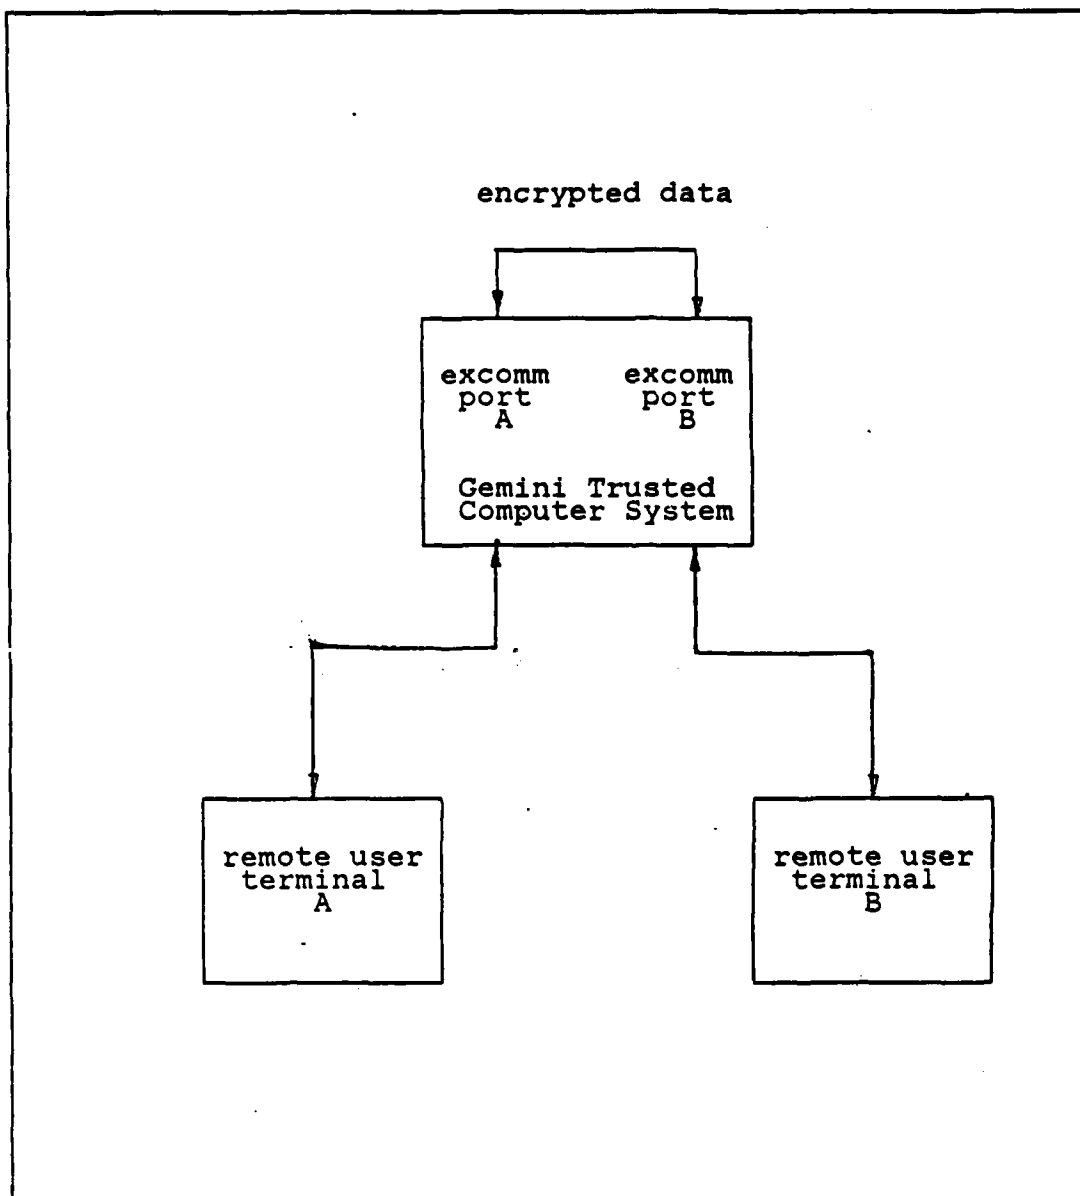 encrypted data
excomm
port
A
excomm
port
B
Gemini Trusted
Computer System
remote user
terminal
A
remote user
terminal
B